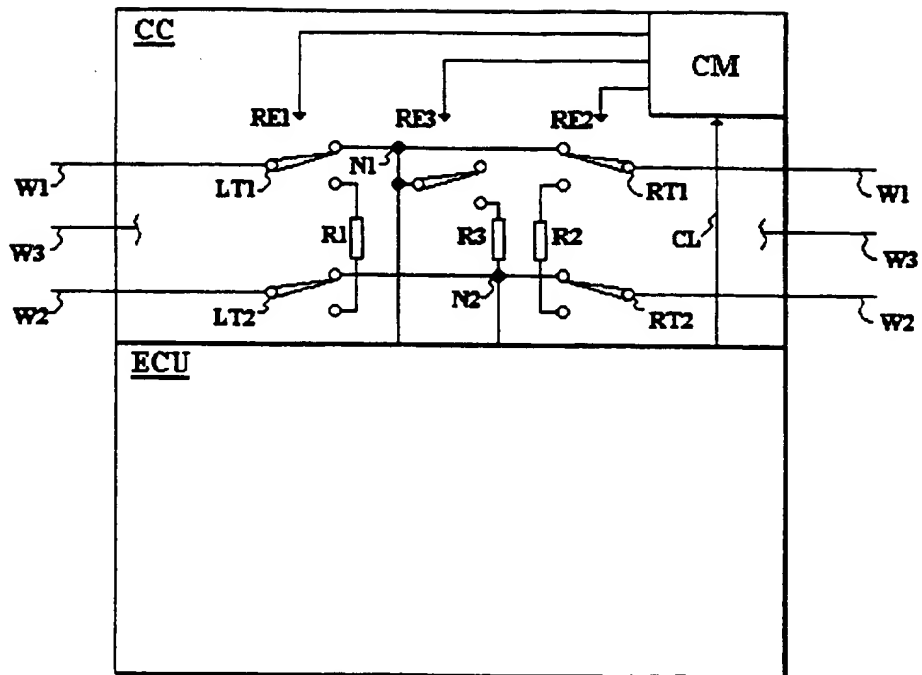 CC
CM
RE1 RE3 RE2
N1
W1 LT1 RT1 W1
R1 R3 R2 CL
W3 W3
LT2 N2 RT2
W2 W2
ECU